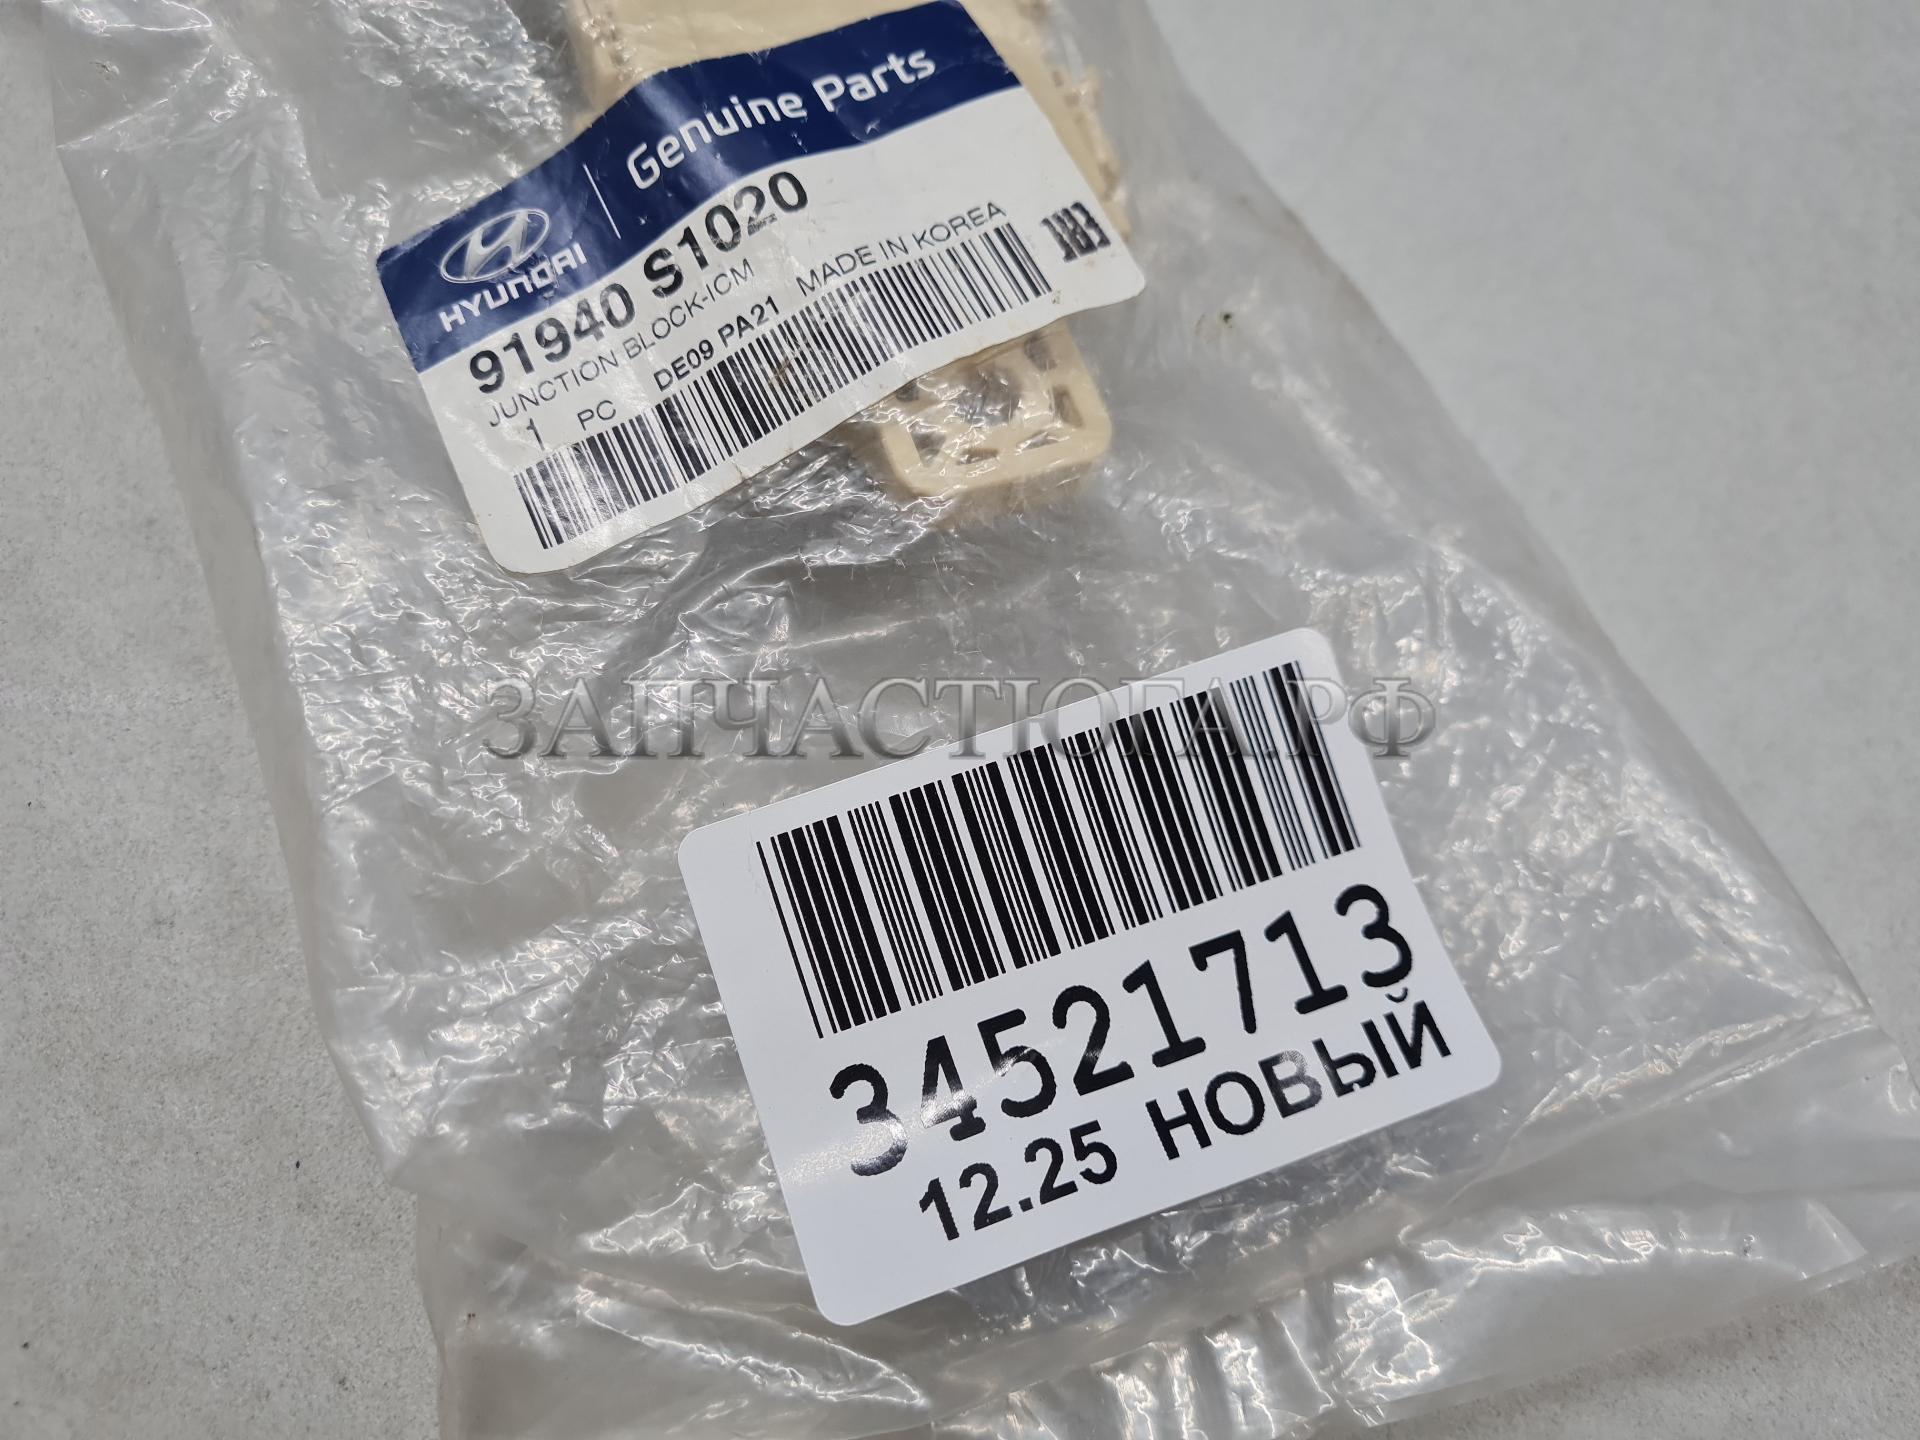 HYUNDAI
Genuine Parts
91940 S1020
JUNCTION BLOCK-ICM
1 PC DE09 PA21 MADE IN KOREA
ЗАПЧАСТЮГА.РФ
34521713
12.25 НОВЫЙ